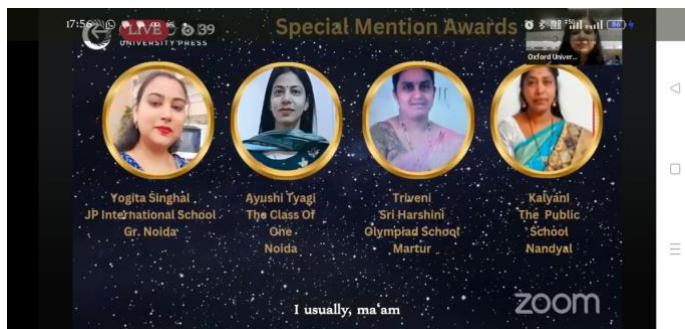 17:56
LIVE 39
Special Mention Awards
UNIVERSITY PRESS
Oxford Univer...
Yogita Singhal
JP International School
Gr. Noida
Ayushi Tyagi
The Class Of
One
Noida
Triveni
Sri Harshini
Olympiad School
Martur
Kalyani
The Public
School
Nandyal
I usually, ma'am
zoom